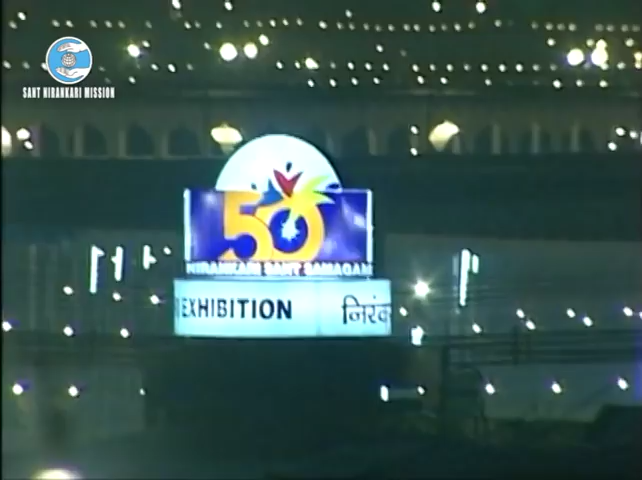 SANT NIRANKARI MISSION
50
NIRANKARI SANT SAMAGAM
EXHIBITION निरंक